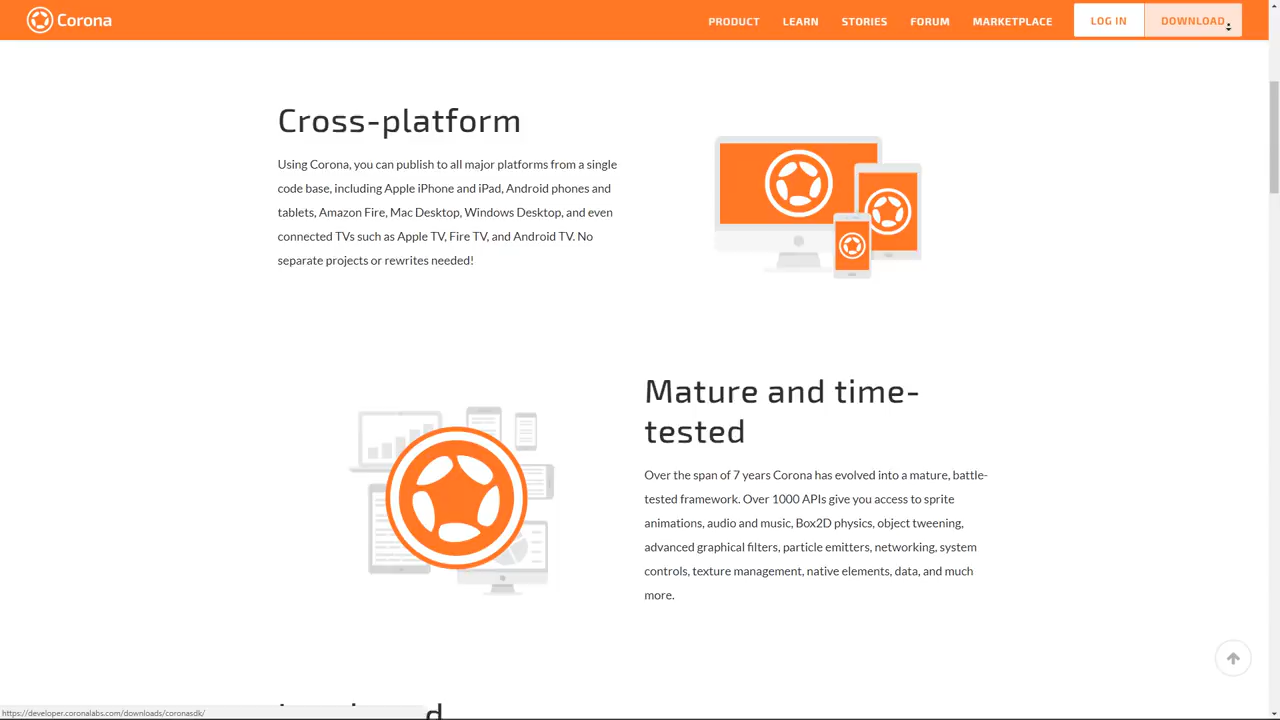 Corona
PRODUCT LEARN STORIES FORUM MARKETPLACE LOG IN DOWNLOAD
Cross-platform
Using Corona, you can publish to all major platforms from a single
code base, including Apple iPhone and iPad, Android phones and
tablets, Amazon Fire, Mac Desktop, Windows Desktop, and even
connected TVs such as Apple TV, Fire TV, and Android TV. No
separate projects or rewrites needed!
Mature and time-
tested
Over the span of 7 years Corona has evolved into a mature, battle-
tested framework. Over 1000 APIs give you access to sprite
animations, audio and music, Box2D physics, object tweening,
advanced graphical filters, particle emitters, networking, system
controls, texture management, native elements, data, and much
more.
https://developer.coronalabs.com/downloads/coronasdk/